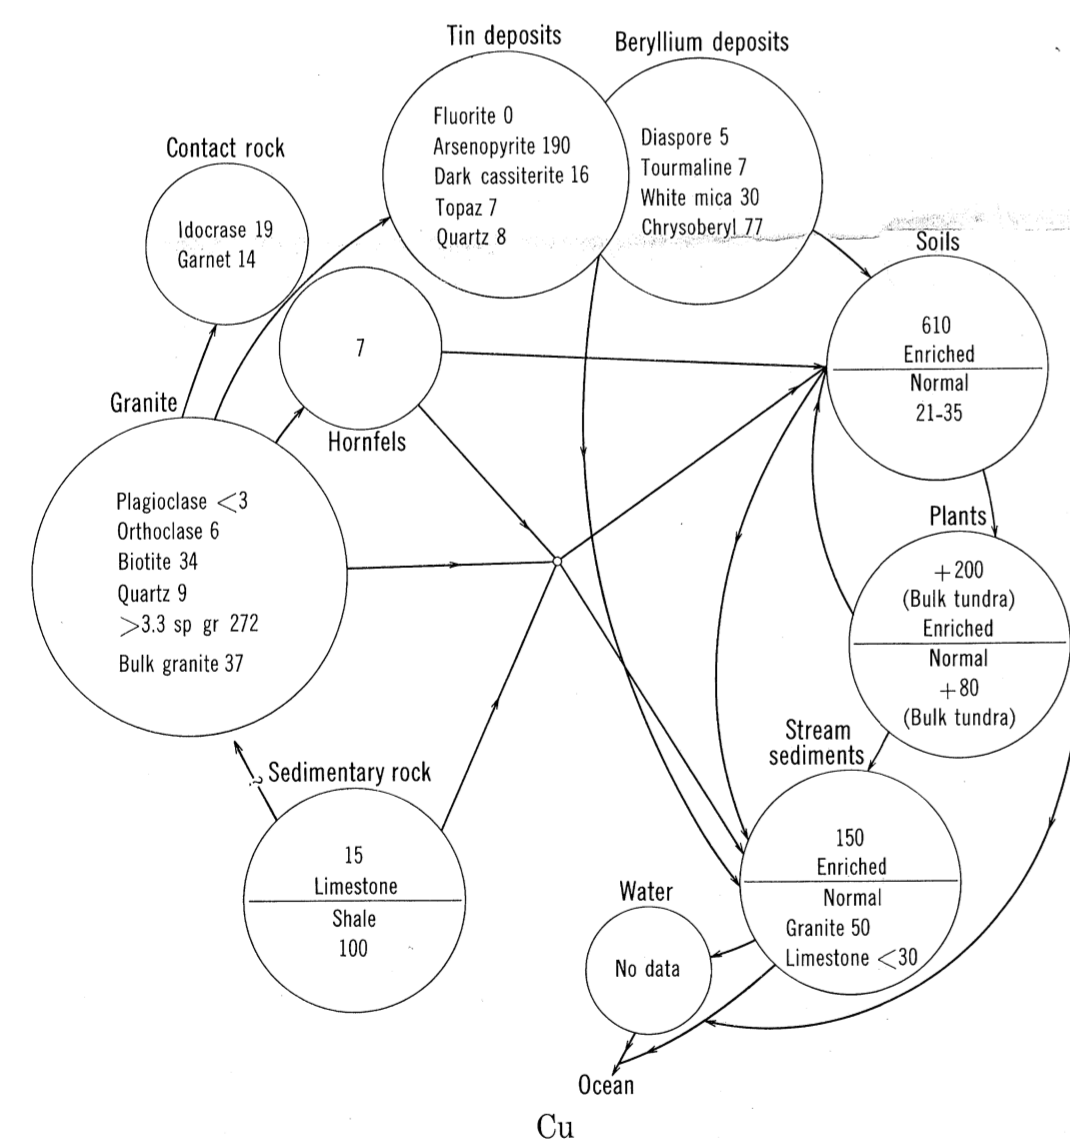 Tin deposits
Beryllium deposits
Fluorite 0
Arsenopyrite 190
Dark cassiterite 16
Topaz 7
Quartz 8
Diaspore 5
Tourmaline 7
White mica 30
Chrysoberyl 77
Contact rock
Idocrase 19
Garnet 14
Soils
610
Enriched
Normal
21-35
7
Hornfels
Granite
Plagioclase <3
Orthoclase 6
Biotite 34
Quartz 9
>3.3 sp gr 272
Bulk granite 37
Plants
+200
(Bulk tundra)
Enriched
Normal
+80
(Bulk tundra)
?
Sedimentary rock
15
Limestone
Shale
100
Stream
sediments
150
Enriched
Normal
Granite 50
Limestone <30
Water
No data
Ocean
Cu